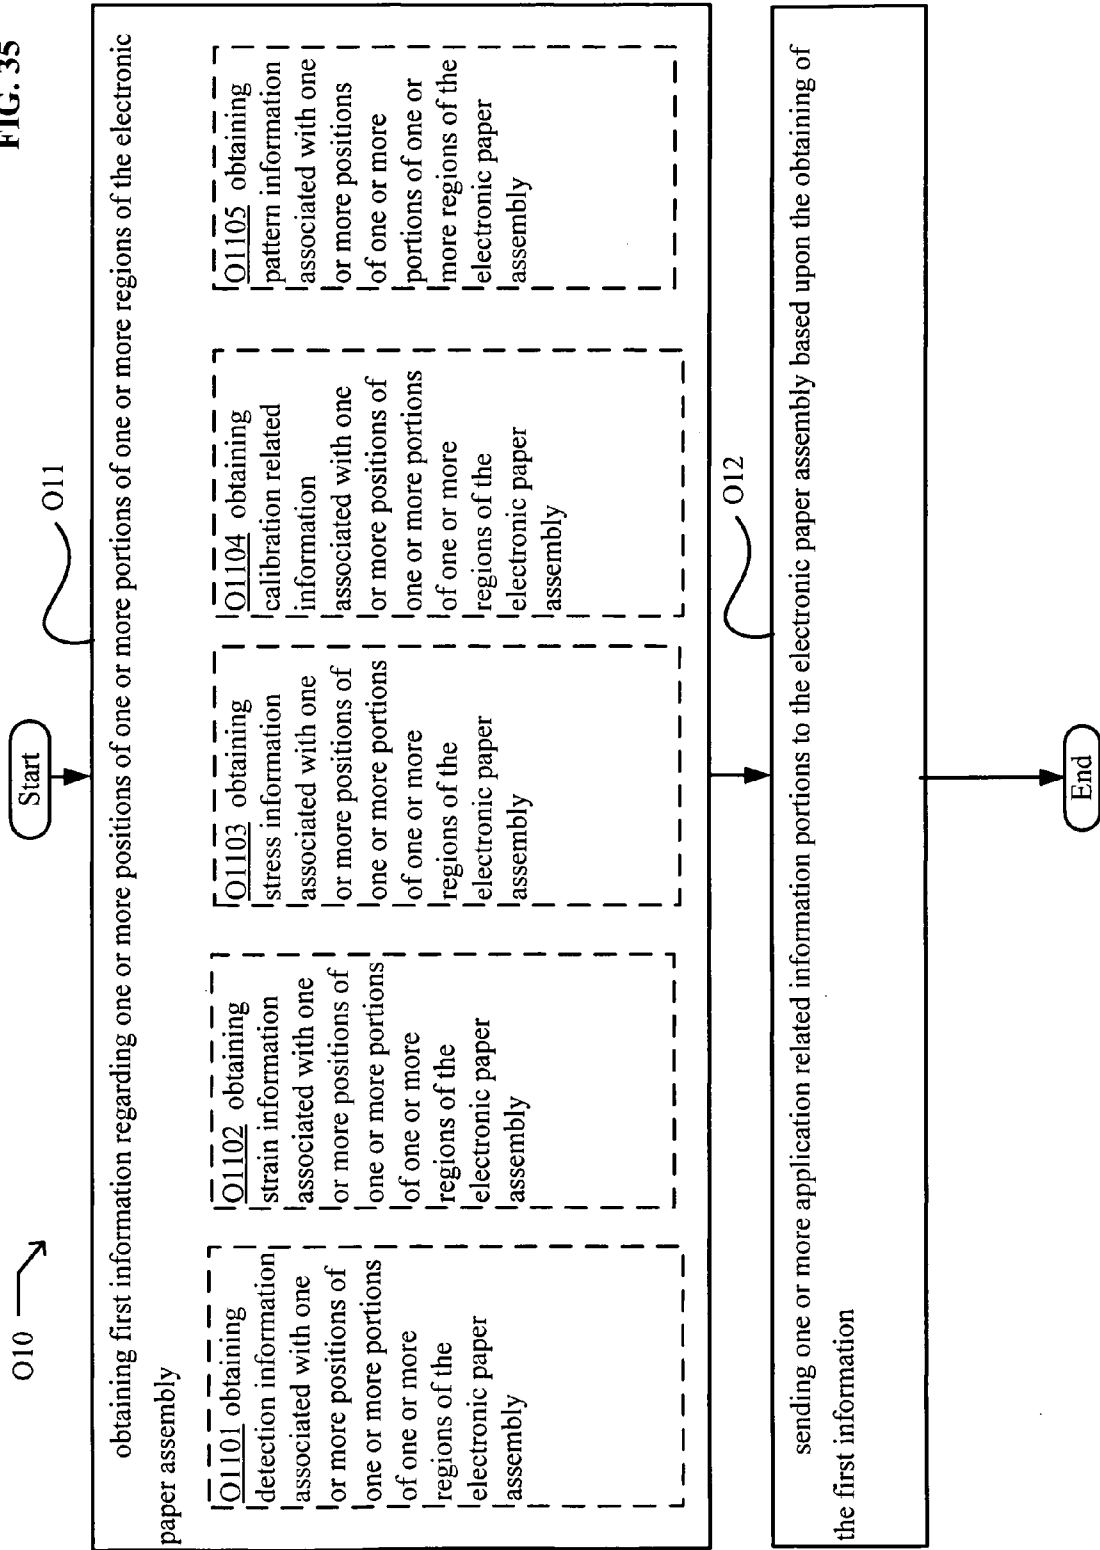 FIG. 35
O10
Start
O11
obtaining first information regarding one or more positions of one or more portions of one or more regions of the electronic
paper assembly
O1101 obtaining
detection information
associated with one
or more positions of
one or more portions
of one or more
regions of the
electronic paper
assembly
O1102 obtaining
strain information
associated with one
or more positions of
one or more portions
of one or more
regions of the
electronic paper
assembly
O1103 obtaining
stress information
associated with one
or more positions of
one or more portions
of one or more
regions of the
electronic paper
assembly
O1104 obtaining
calibration related
information
associated with one
or more positions of
one or more portions
of one or more
regions of the
electronic paper
assembly
O1105 obtaining
pattern information
associated with one
or more positions
of one or more
portions of one or
more regions of the
electronic paper
assembly
O12
sending one or more application related information portions to the electronic paper assembly based upon the obtaining of
the first information
End